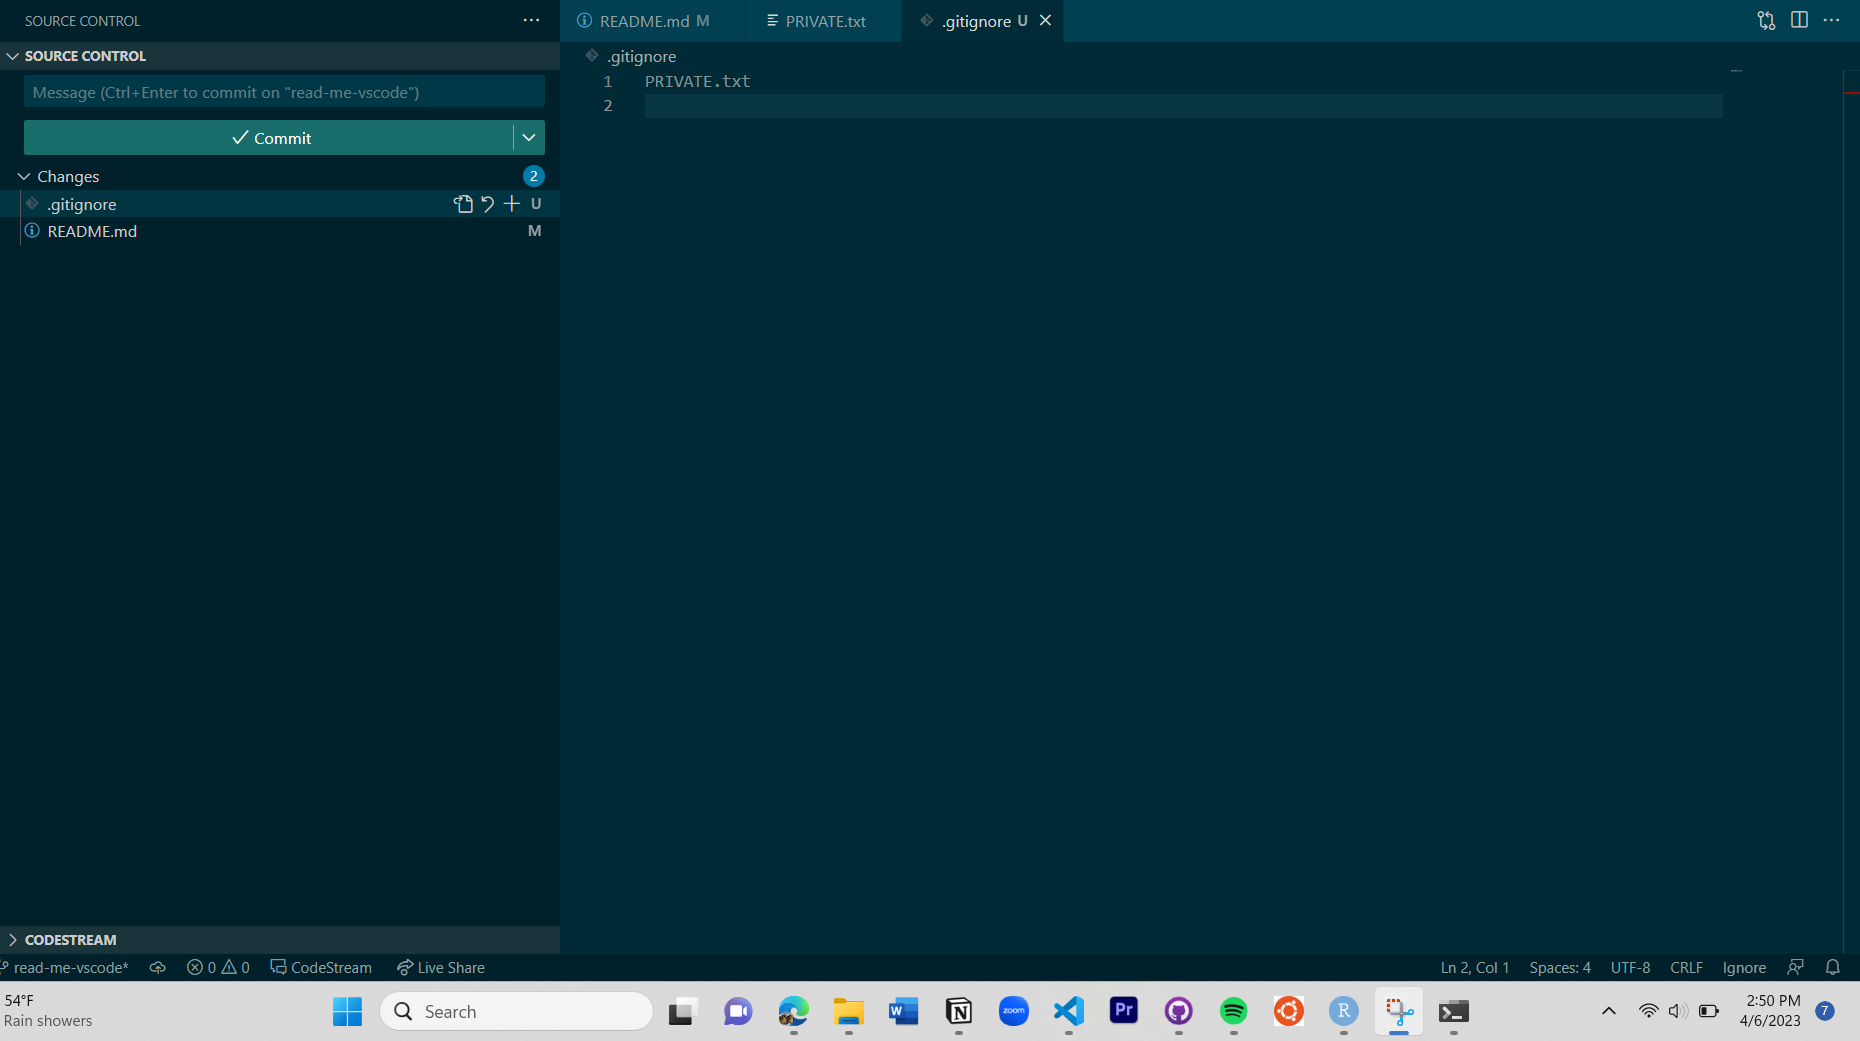 SOURCE CONTROL
README.md M
PRIVATE.txt
.gitignore U
SOURCE CONTROL
.gitignore
Message (Ctrl+Enter to commit on "read-me-vscode")
1 PRIVATE.txt
2
Commit
Changes 2
.gitignore U
README.md M
CODESTREAM
read-me-vscode* 0 0 CodeStream Live Share
Ln 2, Col 1 Spaces: 4 UTF-8 CRLF Ignore
54°F
Rain showers
Search
W
N
zoom
Pr
R
2:50 PM
4/6/2023
7